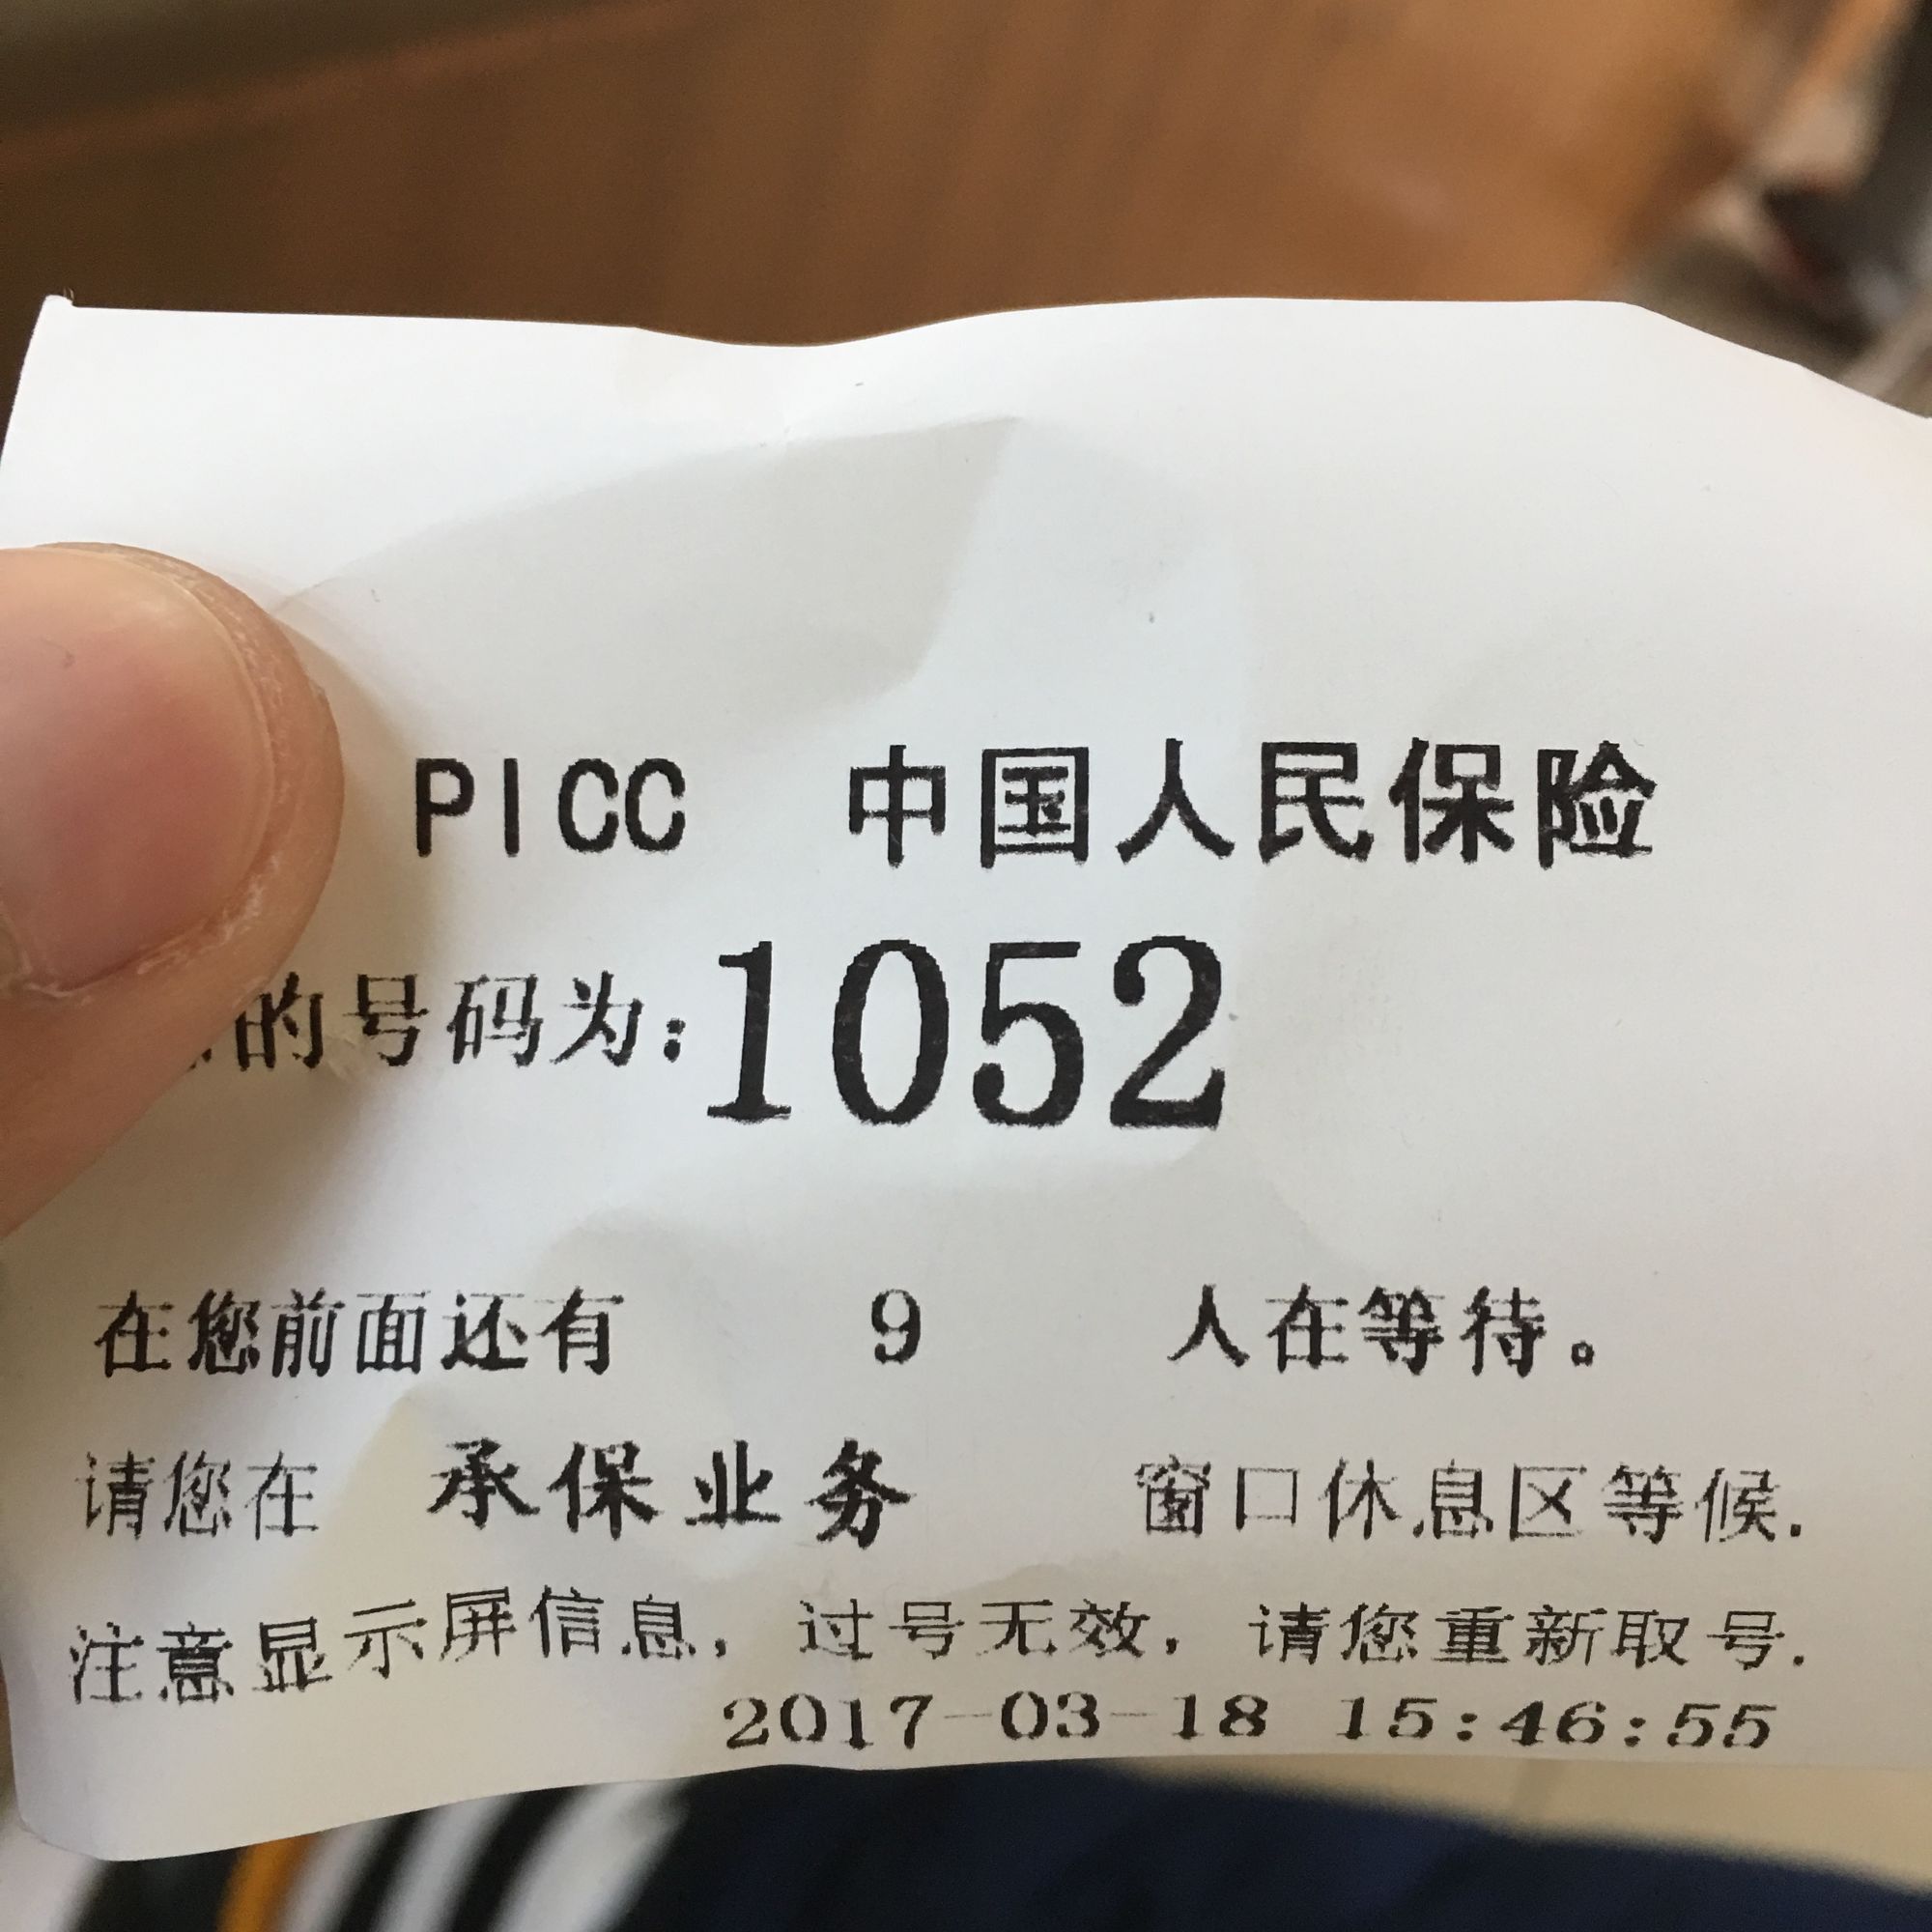 PICC 中国人民保险
的号码为:1052
在您前面还有 9 人在等待。
请您在 承保业务 窗口休息区等候.
注意显示屏信息, 过号无效, 请您重新取号.
2017-03-18 15:46:55